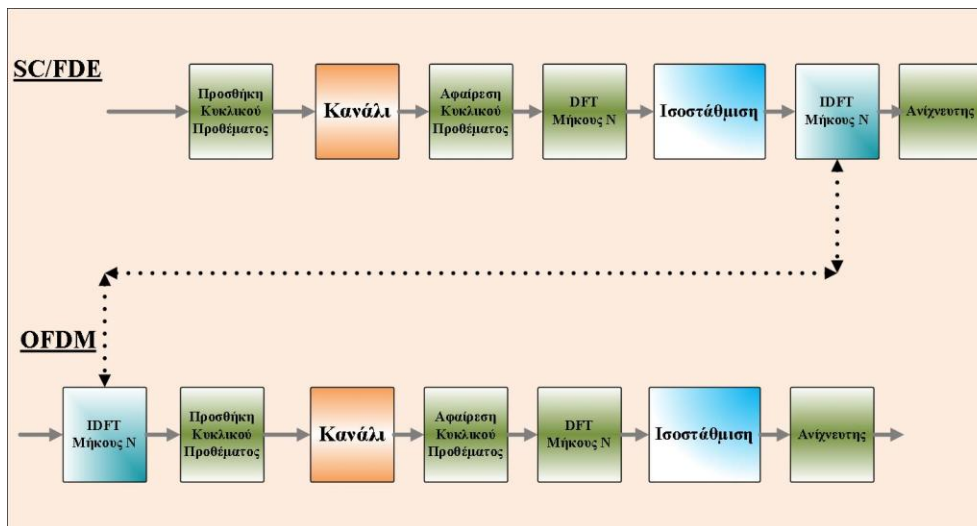 SC/FDE
Προσθήκη
Κυκλικού
Προθέματος
Κανάλι
Αφαίρεση
Κυκλικού
Προθέματος
DFT
Μήκους Ν
Ισοστάθμιση
IDFT
Μήκους Ν
Ανίχνευτης
OFDM
IDFT
Μήκους Ν
Προσθήκη
Κυκλικού
Προθέματος
Κανάλι
Αφαίρεση
Κυκλικού
Προθέματος
DFT
Μήκους Ν
Ισοστάθμιση
Ανίχνευτης